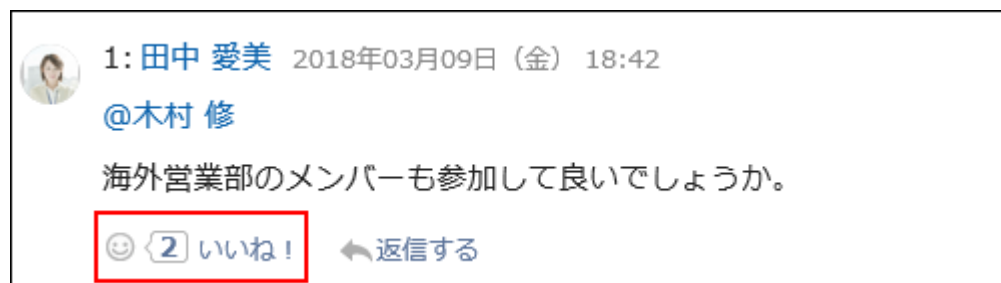 1: 田中 愛美 2018年03月09日（金） 18:42
@木村 修
海外営業部のメンバーも参加して良いでしょうか。
2 いいね！ 返信する